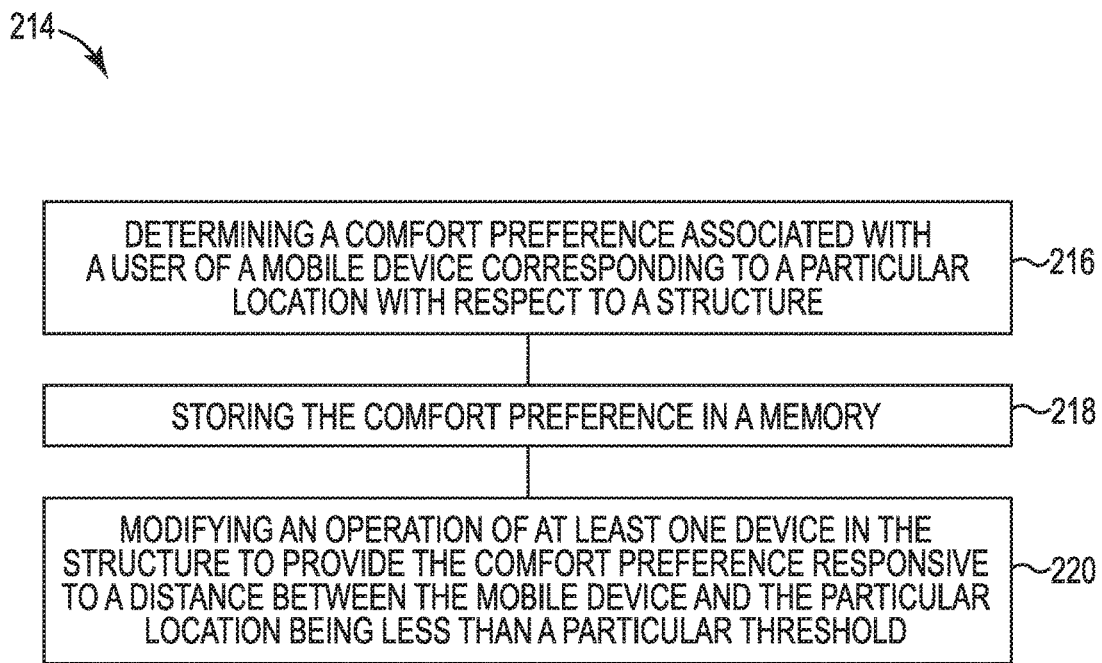 214
DETERMINING A COMFORT PREFERENCE ASSOCIATED WITH
A USER OF A MOBILE DEVICE CORRESPONDING TO A PARTICULAR
LOCATION WITH RESPECT TO A STRUCTURE
216
STORING THE COMFORT PREFERENCE IN A MEMORY
218
MODIFYING AN OPERATION OF AT LEAST ONE DEVICE IN THE
STRUCTURE TO PROVIDE THE COMFORT PREFERENCE RESPONSIVE
TO A DISTANCE BETWEEN THE MOBILE DEVICE AND THE PARTICULAR
LOCATION BEING LESS THAN A PARTICULAR THRESHOLD
220